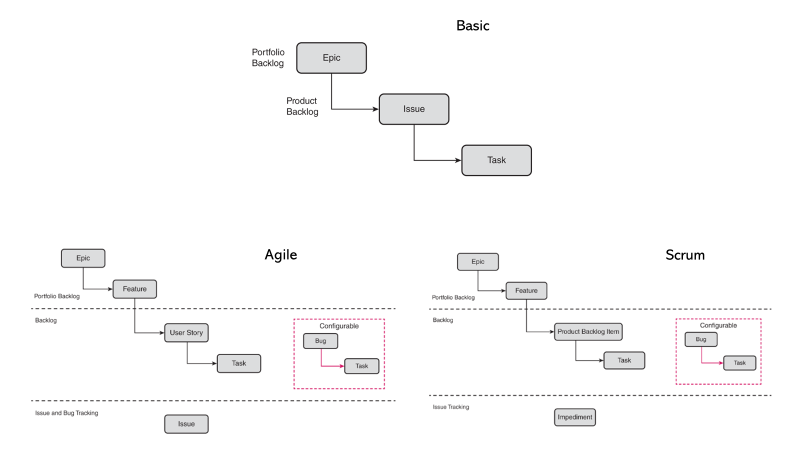 Basic
Portfolio
Backlog
Epic
Product
Backlog
Issue
Task
Agile
Epic
Feature
Portfolio Backlog
Backlog
User Story
Task
Configurable
Bug
Task
Issue and Bug Tracking
Issue
Scrum
Epic
Feature
Portfolio Backlog
Backlog
Product Backlog Item
Task
Configurable
Bug
Task
Issue Tracking
Impediment